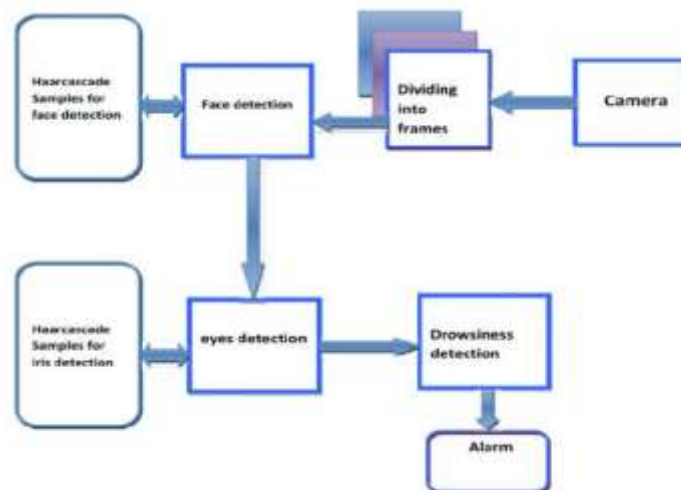 Haarcascade
Samples for
face detection
Face detection
Dividing
into
frames
Camera
Haarcascade
Samples for
iris detection
eyes detection
Drowsiness
detection
Alarm